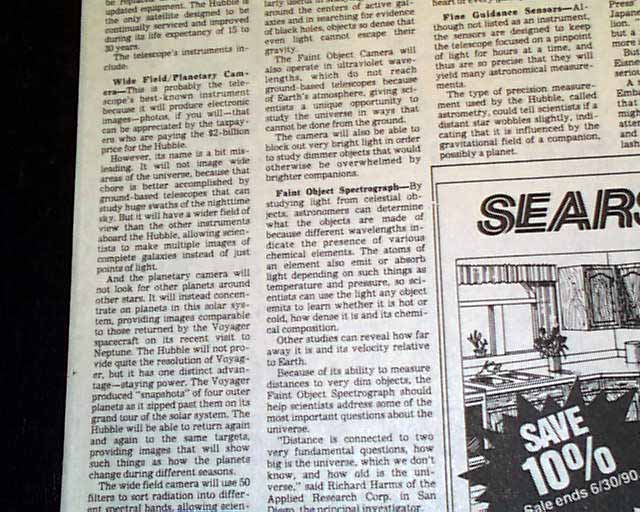 updated equipment. The Hubble is
the only satellite designed to be
continually serviced and improved
during its life expectancy of 15 to
30 years.
The telescope's instruments in-
clude:
Wide Field/Planetary Cam-
era—This is probably the tele-
scope's best-known instrument
because it will produce electronic
images—photos, if you will—that
can be appreciated by the taxpay-
ers who are paying the $2-billion
price for the Hubble.
However, its name is a bit mis-
leading. It will not image wide
areas of the universe, because that
chore is better accomplished by
ground-based telescopes that can
study huge swaths of the nighttime
sky. But it will have a wider field of
view than the other instruments
aboard the Hubble, allowing scien-
tists to make multiple images of
complete galaxies instead of just
points of light.
And the planetary camera will
not look for other planets around
other stars. It will instead concen-
trate on planets in this solar sys-
tem, providing images comparable
to those returned by the Voyager
spacecraft on its recent visit to
Neptune. The Hubble will not pro-
vide quite the resolution of Voyag-
er, but it has one distinct advan-
tage—staying power. The Voyager
produced "snapshots" of four outer
planets as it zipped past them on its
grand tour of the solar system. The
Hubble will be able to return again
and again to the same targets,
providing images that will show
such things as how the planets
change during different seasons.
The wide field camera will use 50
filters to sort radiation into differ-
ent spectral bands, allowing scien-
around the centers of active gal-
axies and in searching for evidence
of black holes, objects so dense that
even light cannot escape their
gravity.
The Faint Object Camera will
also operate in ultraviolet wave-
lengths, which do not reach
ground-based telescopes because
of Earth's atmosphere, giving sci-
entists a unique opportunity to
study the universe in ways that
cannot be done from the ground.
The camera will also be able to
block out very bright light in order
to study dimmer objects that would
otherwise be overwhelmed by
brighter companions.
Faint Object Spectrograph—By
studying light from celestial ob-
jects, astronomers can determine
what the objects are made of
because different wavelengths in-
dicate the presence of various
chemical elements. The atoms of
an element also emit or absorb
light depending on such things as
temperature and pressure, so sci-
entists can use the light any object
emits to learn whether it is hot or
cold, how dense it is and its chemi-
cal composition.
Other studies can reveal how far
away it is and its velocity relative
to Earth.
Because of its ability to measure
distances to very dim objects, the
Faint Object Spectrograph should
help scientists address some of the
most important questions about the
universe.
"Distance is connected to two
very fundamental questions, how
big is the universe, which we don't
know, and how old is the uni-
verse," said Richard Harms of the
Applied Research Corp. in San
Diego, the principal investigator
Fine Guidance Sensors—Al-
though not listed as an instrument,
the sensors are designed to keep
the telescope focused on a pinpoint
of light for hours at a time, and
thus are so precise that they will
yield many astronomical measure-
ments.
The type of precision measure-
ment used by the Hubble, called
astrometry, could tell scientists if a
distant star wobbles slightly, indi-
cating that it is influenced by the
gravitational field of a companion,
possibly a planet.
SEARS
SAVE
10%
Sale ends 6/30/90